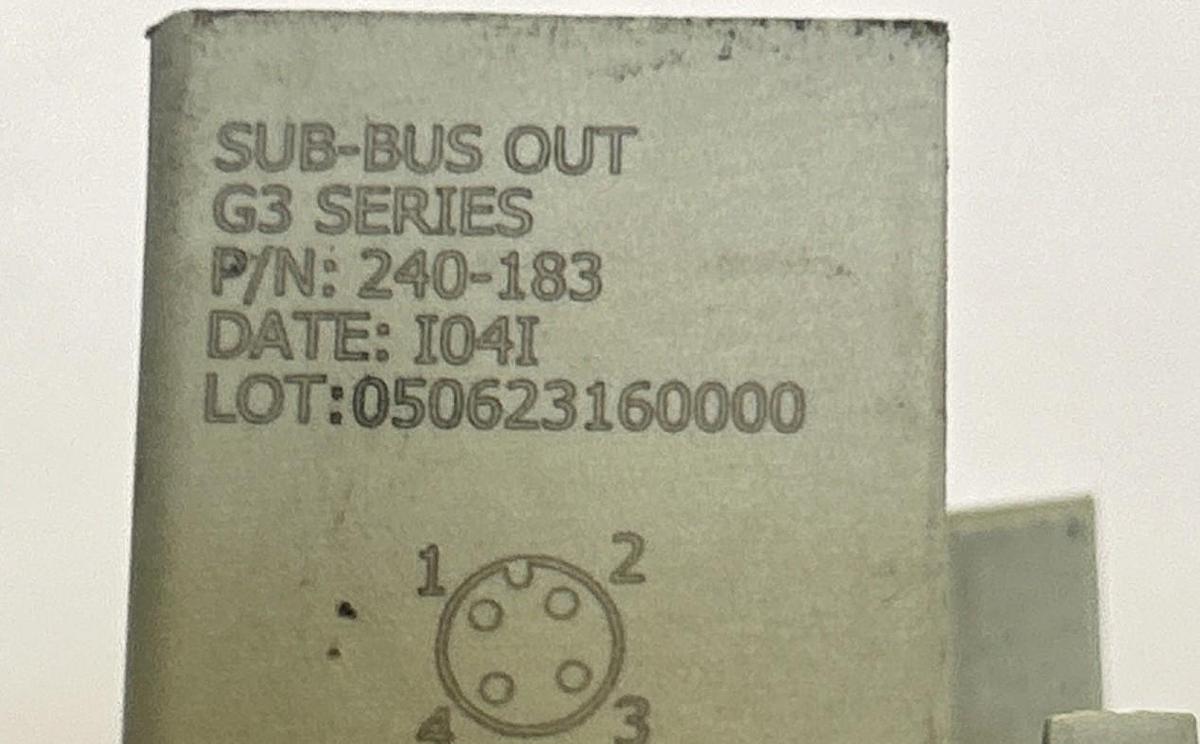 SUB-BUS OUT
G3 SERIES
P/N: 240-183
DATE: I04I
LOT:050623160000
1 2
4 3